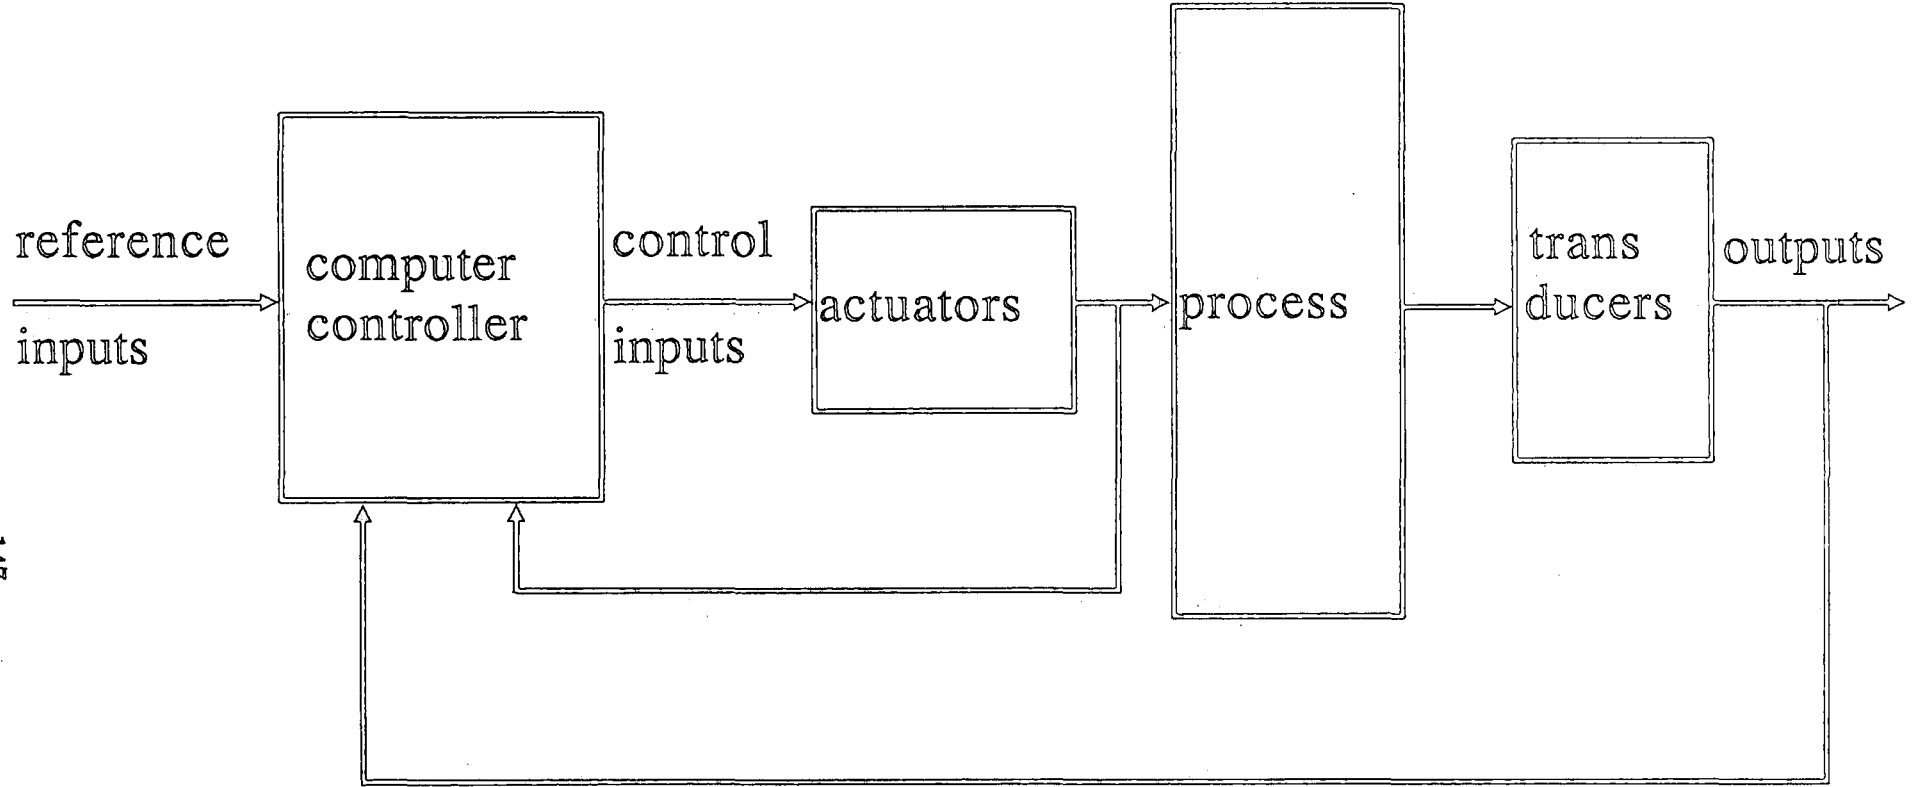 reference
inputs
computer
controller
control
inputs
actuators
process
trans
ducers
outputs